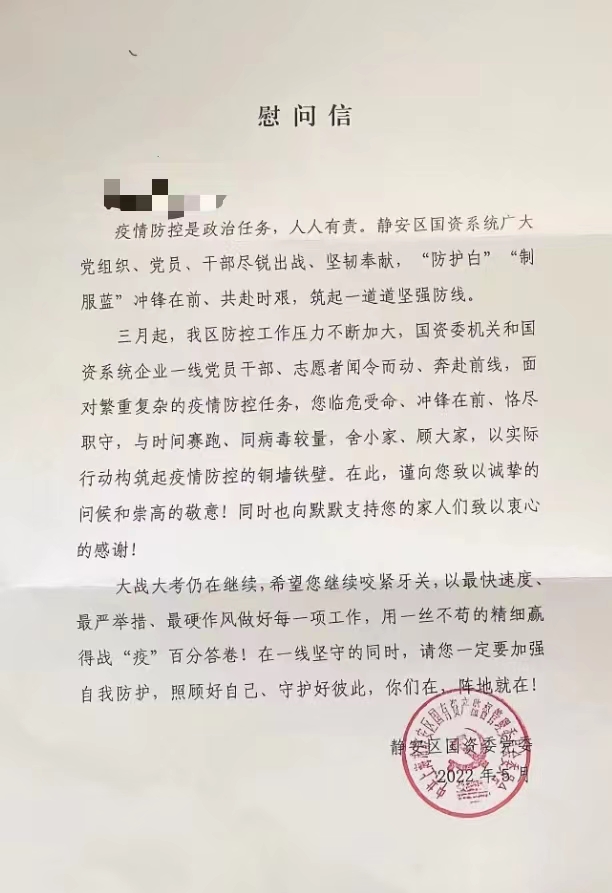 慰问信
疫情防控是政治任务，人人有责。静安区国资系统广大
党组织、党员、干部尽锐出战、坚韧奉献，“防护白”“制
服蓝”冲锋在前、共赴时艰，筑起一道道坚强防线。
三月起，我区防控工作压力不断加大，国资委机关和国
资系统企业一线党员干部、志愿者闻令而动、奔赴前线，面
对繁重复杂的疫情防控任务，您临危受命、冲锋在前、恪尽
职守，与时间赛跑、同病毒较量，舍小家、顾大家，以实际
行动构筑起疫情防控的铜墙铁壁。在此，谨向您致以诚挚的
问候和崇高的敬意！同时也向默默支持您的家人们致以衷心
的感谢！
大战大考仍在继续，希望您继续咬紧牙关，以最快速度、
最严举措、最硬作风做好每一项工作，用一丝不苟的精细赢
得战“疫”百分答卷！在一线坚守的同时，请您一定要加强
自我防护，照顾好自己、守护好彼此，你们在，阵地就在！
静安区国资委党委
2022 年 5 月